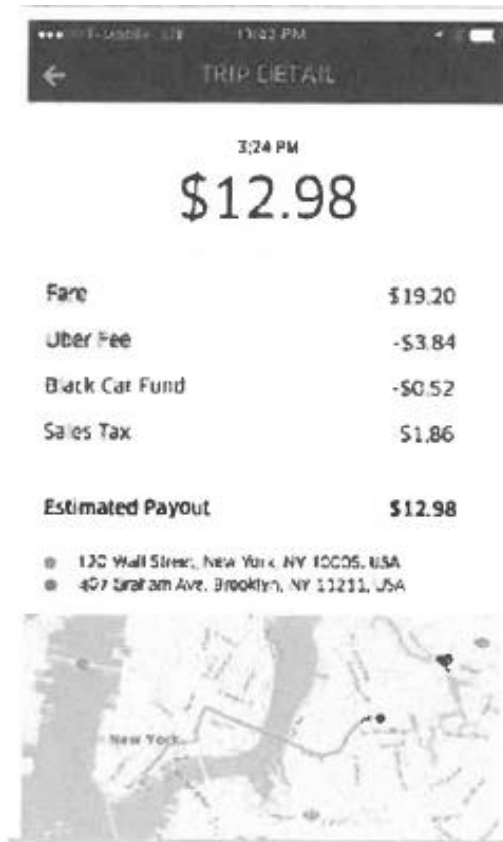 T-Mobile LTE
TRIP DETAIL
3:24 PM
$12.98
Fare $19.20
Uber Fee -$3.84
Black Car Fund -$0.52
Sales Tax $1.86
Estimated Payout $12.98
Wall Street, New York, NY 10005, USA
Graham Ave, Brooklyn, NY 11211, USA
New York